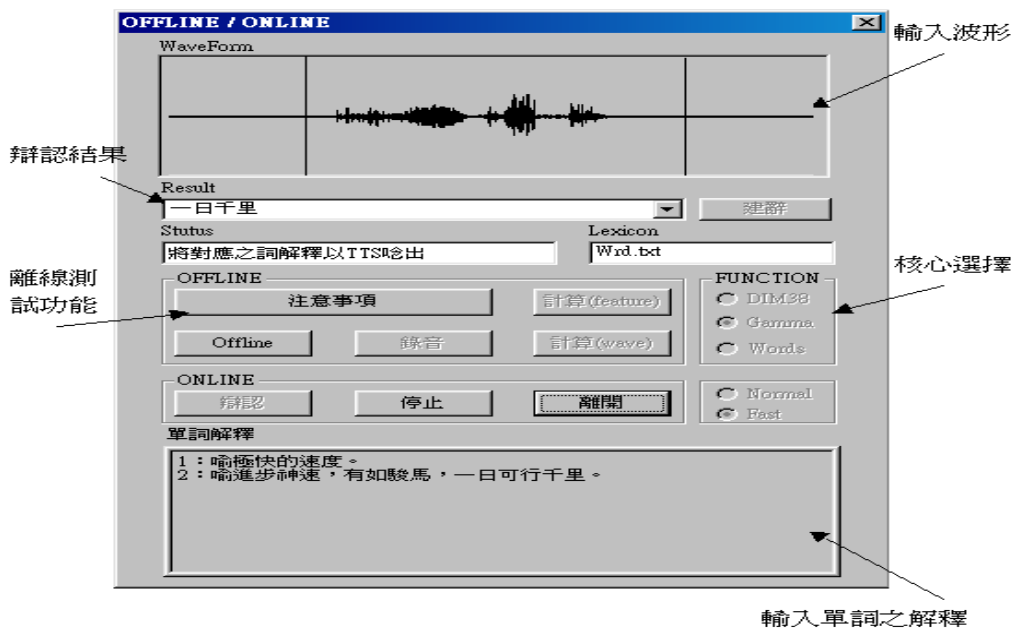 OFFLINE / ONLINE
輸入波形
WaveForm
辯認結果
Result
一日千里
建辭
Stutus
Lexicon
將對應之詞解釋以TTS唸出
Wrd.txt
離線測
試功能
核心選擇
OFFLINE
注意事項
計算(feature)
Offline
錄音
計算(wave)
FUNCTION
DIM38
Gamma
Words
ONLINE
辯認
停止
離開
Normal
Fast
單詞解釋
1：喻極快的速度。
2：喻進步神速，有如駿馬，一日可行千里。
輸入單詞之解釋